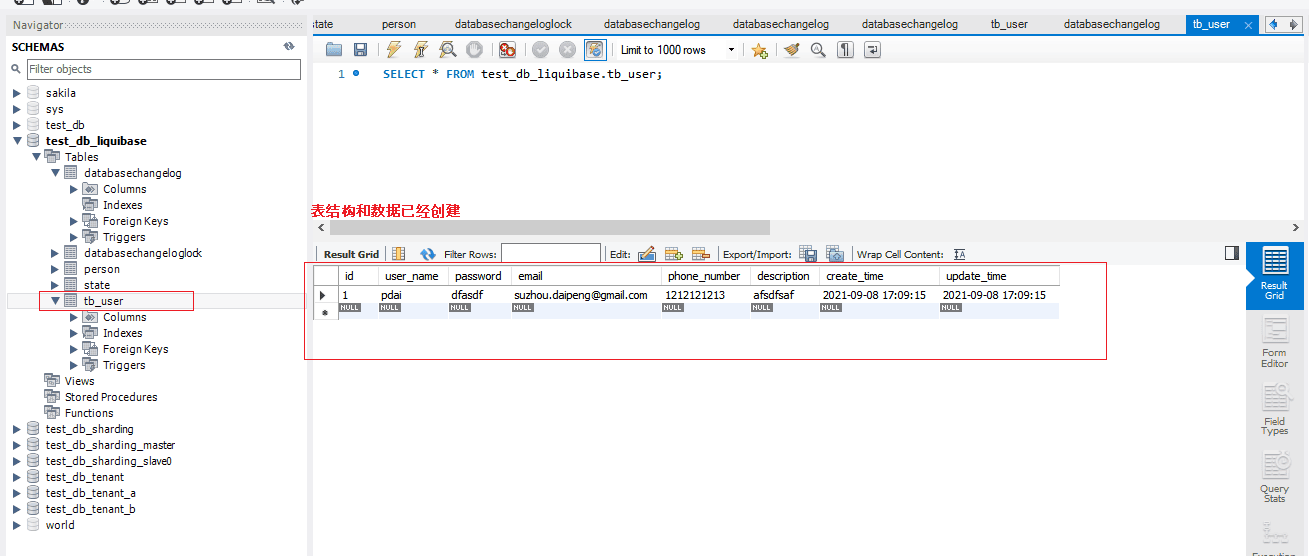 Navigator
SCHEMAS
Filter objects
sakila
sys
test_db
test_db_liquibase
Tables
databasechangelog
Columns
Indexes
Foreign Keys
Triggers
databasechangeloglock
person
state
tb_user
Columns
Indexes
Foreign Keys
Triggers
Views
Stored Procedures
Functions
test_db_sharding
test_db_sharding_master
test_db_sharding_slave0
test_db_tenant
test_db_tenant_a
test_db_tenant_b
world
state person databasechangeloglock databasechangelog databasechangelog databasechangelog tb_user databasechangelog tb_user
Limit to 1000 rows
1 SELECT * FROM test_db_liquibase.tb_user;
表结构和数据已经创建
Result Grid Filter Rows: Edit: Export/Import: Wrap Cell Content:
id user_name password email phone_number description create_time update_time
1 pdai dfasdf suzhou.daipeng@gmail.com 1212121213 afsdfsaf 2021-09-08 17:09:15 2021-09-08 17:09:15
NULL NULL NULL NULL NULL NULL NULL NULL
Result
Grid
Form
Editor
Field
Types
Query
Stats